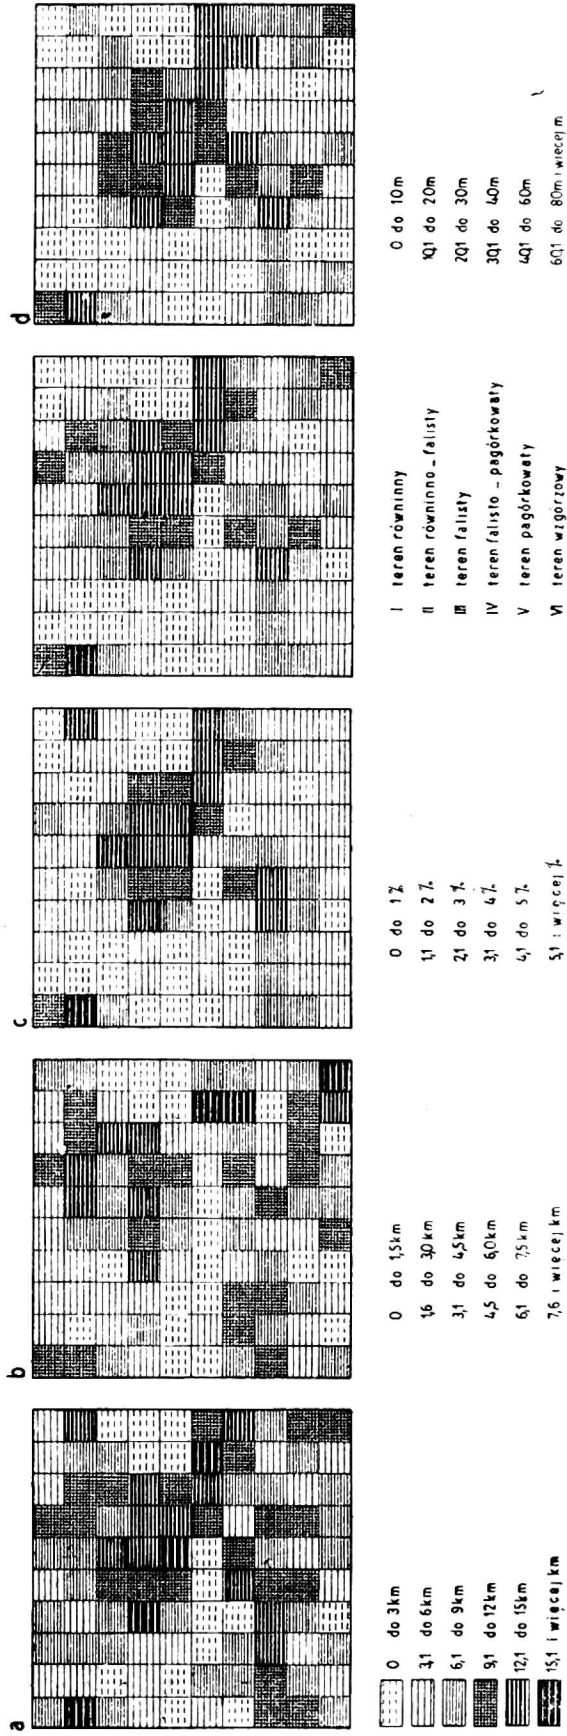 a
b
c
d
0 do 3km
3,1 do 6km
6,1 do 9km
9,1 do 12km
12,1 do 15km
15,1 i więcej km
0 do 1,5km
1,6 do 3,0 km
3,1 do 4,5km
4,5 do 6,0 km
6,1 do 7,5km
7,6 i więcej km
0 do 1%
1,1 do 2%
2,1 do 3%
3,1 do 4%
4,1 do 5%
5,1 i więcej %
I teren równinny
II teren równinno-falisty
III teren falisty
IV teren falisto-pagórkowaty
V teren pagórkowaty
VI teren wzgórzowy
0 do 10m
10,1 do 20m
20,1 do 30m
30,1 do 40m
40,1 do 60m
60,1 do 80m i więcej m